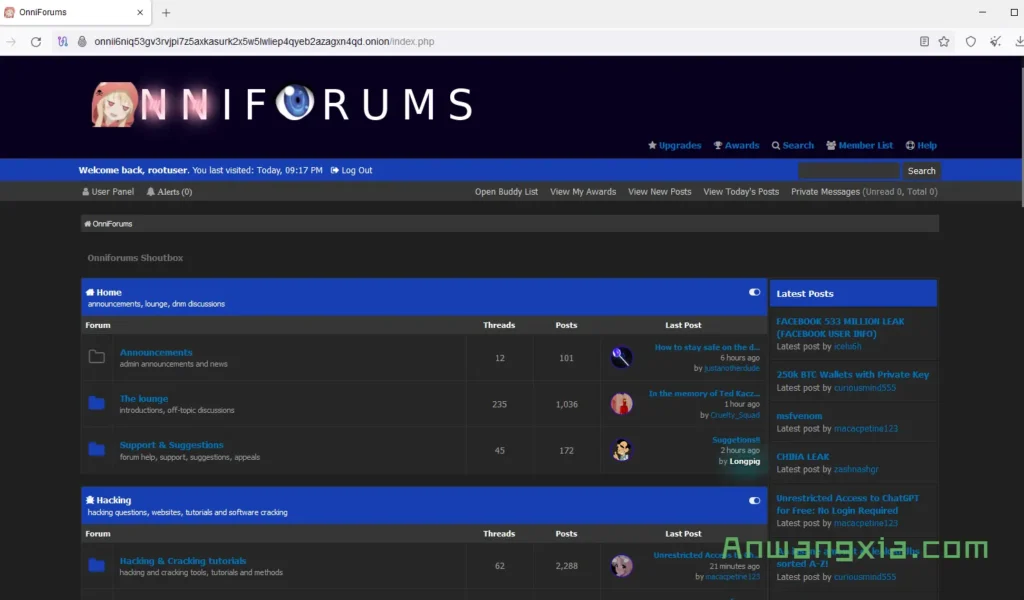 OnniForums
onnii6niq53gv3rvjpi7z5axkasurk2x5w5lwliep4qyeb2azagxn4qd.onion/index.php
NNIF RUMS
Upgrades Awards Search Member List Help
Welcome back, rootuser. You last visited: Today, 09:17 PM Log Out
Search
User Panel Alerts (0) Open Buddy List View My Awards View New Posts View Today's Posts Private Messages (Unread 0, Total 0)
OnniForums
Onniforums Shoutbox
Home
announcements, lounge, dnm discussions
Forum Threads Posts Last Post
Announcements
admin announcements and news
12 101
How to stay safe on the d...
6 hours ago
by justanotherdude
The lounge
introductions, off-topic discussions
235 1,036
In the memory of Ted Kacz...
1 hour ago
by Cruelty_Squad
Support & Suggestions
forum help, support, suggestions, appeals
45 172
Suggetions!!
2 hours ago
by Longpig
Hacking
hacking questions, websites, tutorials and software cracking
Forum Threads Posts Last Post
Hacking & Cracking tutorials
hacking and cracking tools, tutorials and methods
62 2,288
Unrestricted Access to
21 minutes ago
by macacpetine123
Latest Posts
FACEBOOK 533 MILLION LEAK
(FACEBOOK USER INFO)
Latest post by
250k BTC Wallets with Private Key
Latest post by curiousmind555
msfvenom
Latest post by macacpetine123
CHINA LEAK
Latest post by
Unrestricted Access to ChatGPT
for Free: No Login Required
Latest post by macacpetine123
sorted A-Z!
Latest post by curiousmind555
Anwangxia.com